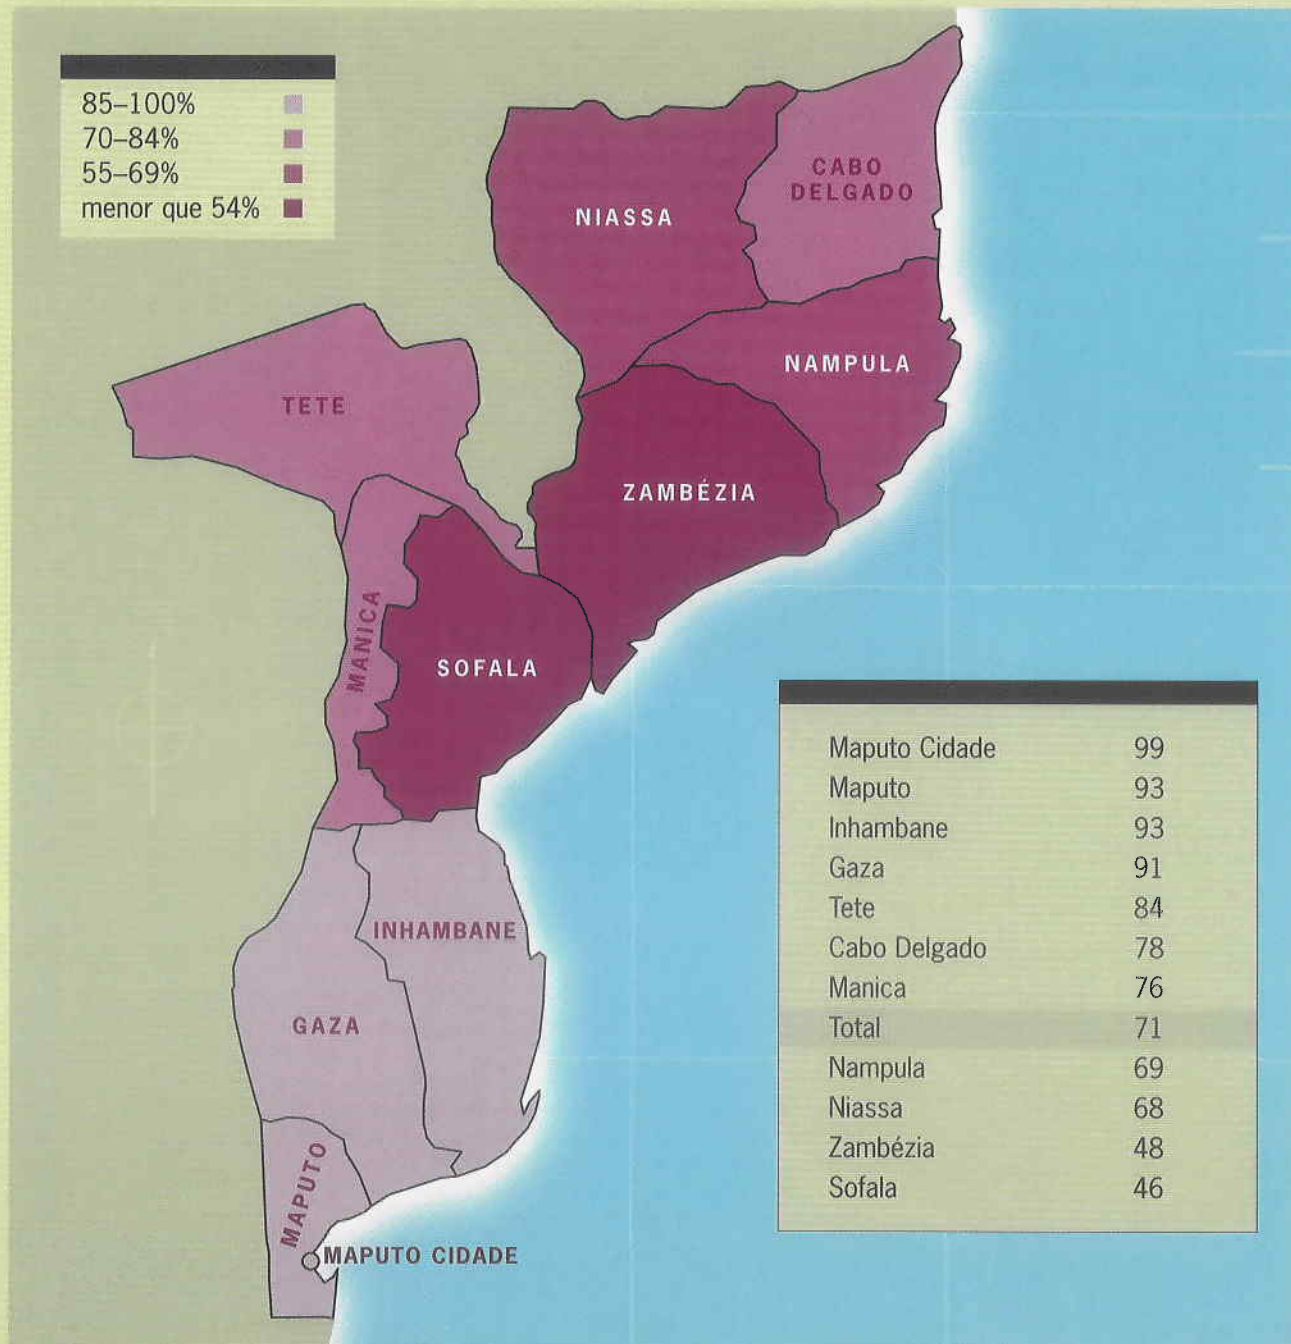 85–100%
70–84%
55–69%
menor que 54%
CABO
DELGADO
NIASSA
NAMPULA
TETE
ZAMBÉZIA
MANICA
SOFALA
INHAMBANE
GAZA
MAPUTO
MAPUTO CIDADE
Maputo Cidade 99
Maputo 93
Inhambane 93
Gaza 91
Tete 84
Cabo Delgado 78
Manica 76
Total 71
Nampula 69
Niassa 68
Zambézia 48
Sofala 46